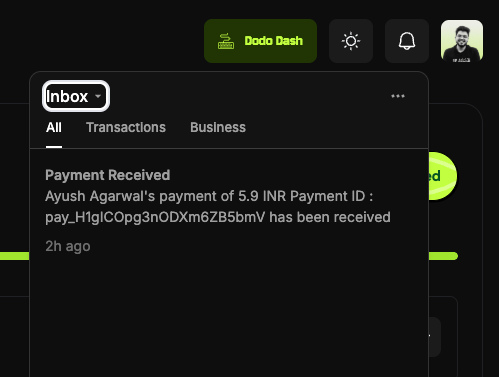 Dodo Dash
Inbox
All Transactions Business
Payment Received
Ayush Agarwal's payment of 5.9 INR Payment ID :
pay_H1glCOpg3nODXm6ZB5bmV has been received
2h ago